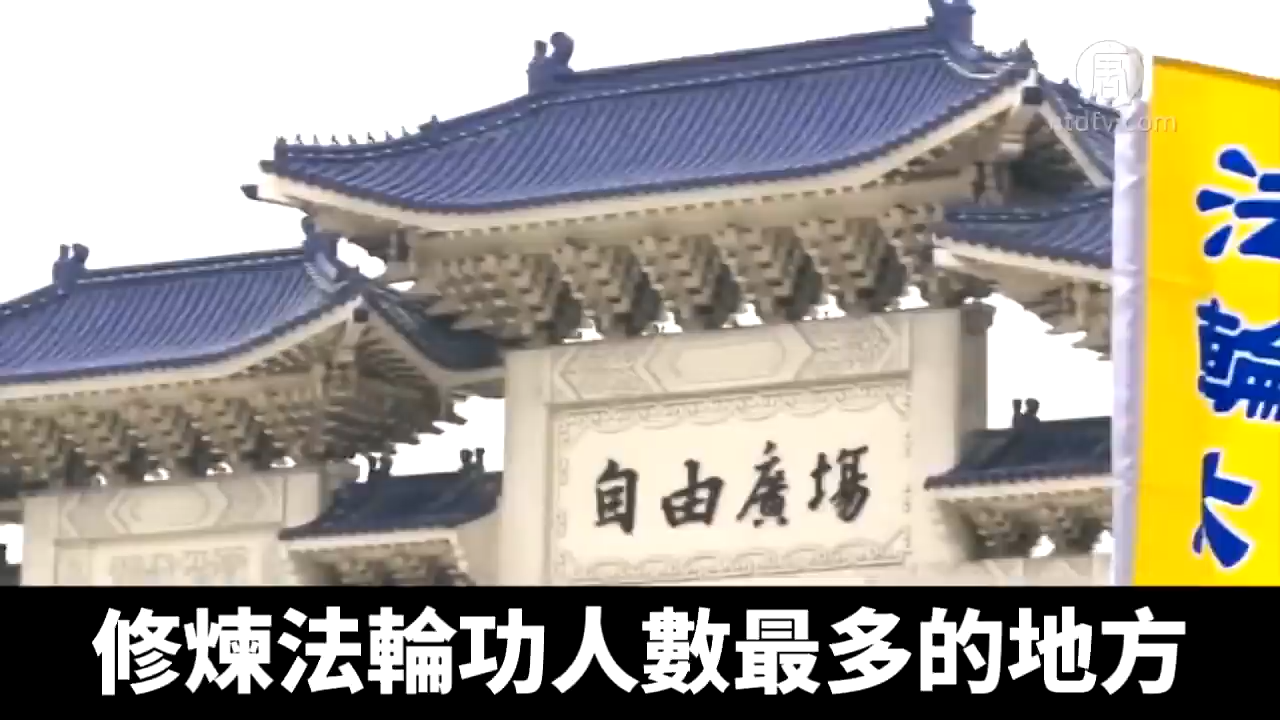 ntdtv.com
法輪大
自由廣場
修煉法輪功人數最多的地方